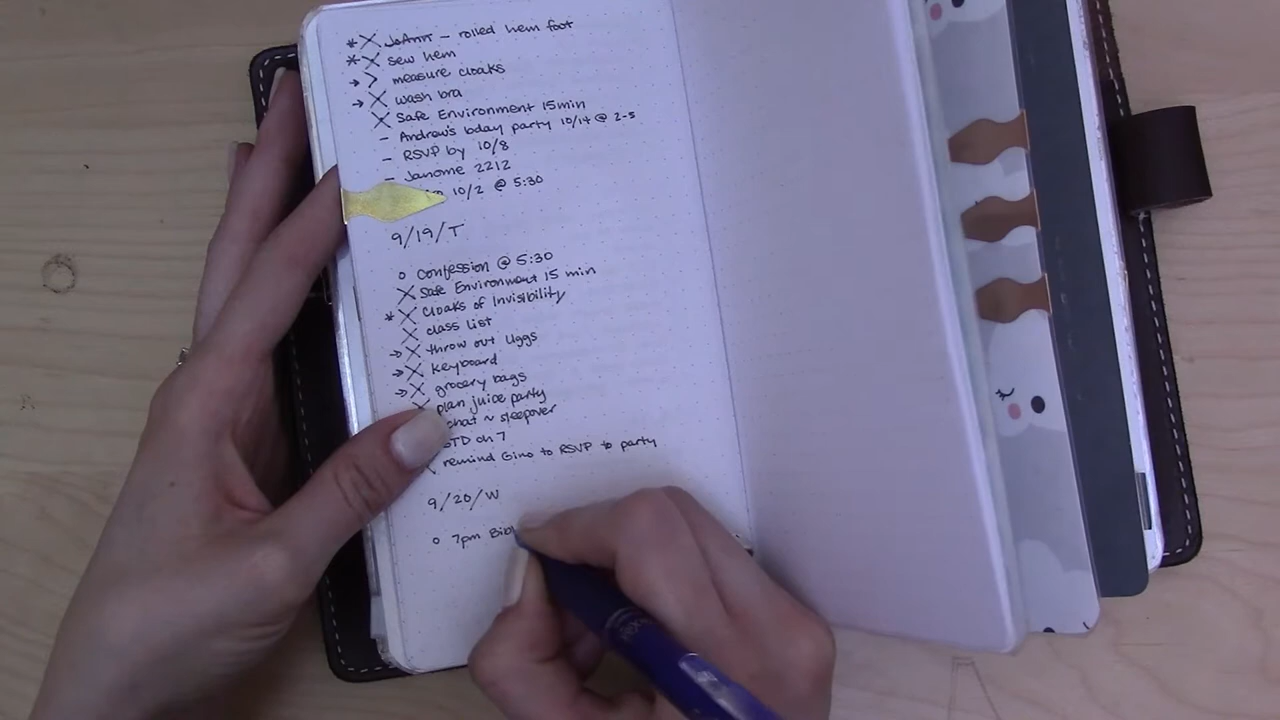 * X JoAnn - rolled hem foot
* X sew hem
→ > measure cloaks
→ X wash bra
X Safe Environment 15 min
- Andrew's bday party 10/14 @ 2-5
- RSVP by 10/8
- Janome 2212
10/2 @ 5:30
9/19/T
o Confession @ 5:30
X Safe Environment 15 min
* X Cloaks of Invisibility
X class list
→ X throw out Uggs
→ X keyboard
→ X grocery bags
plan juice party
chat ~ sleepover
on 7
remind Gino to RSVP to party
9/20/W
o 7pm